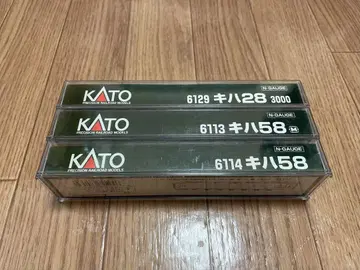 KATO
PRECISION RAILROAD MODELS
N-GAUGE
6129 キハ28 3000
KATO
PRECISION RAILROAD MODELS
N-GAUGE
6113 キハ58 M
KATO
PRECISION RAILROAD MODELS
N-GAUGE
6114 キハ58